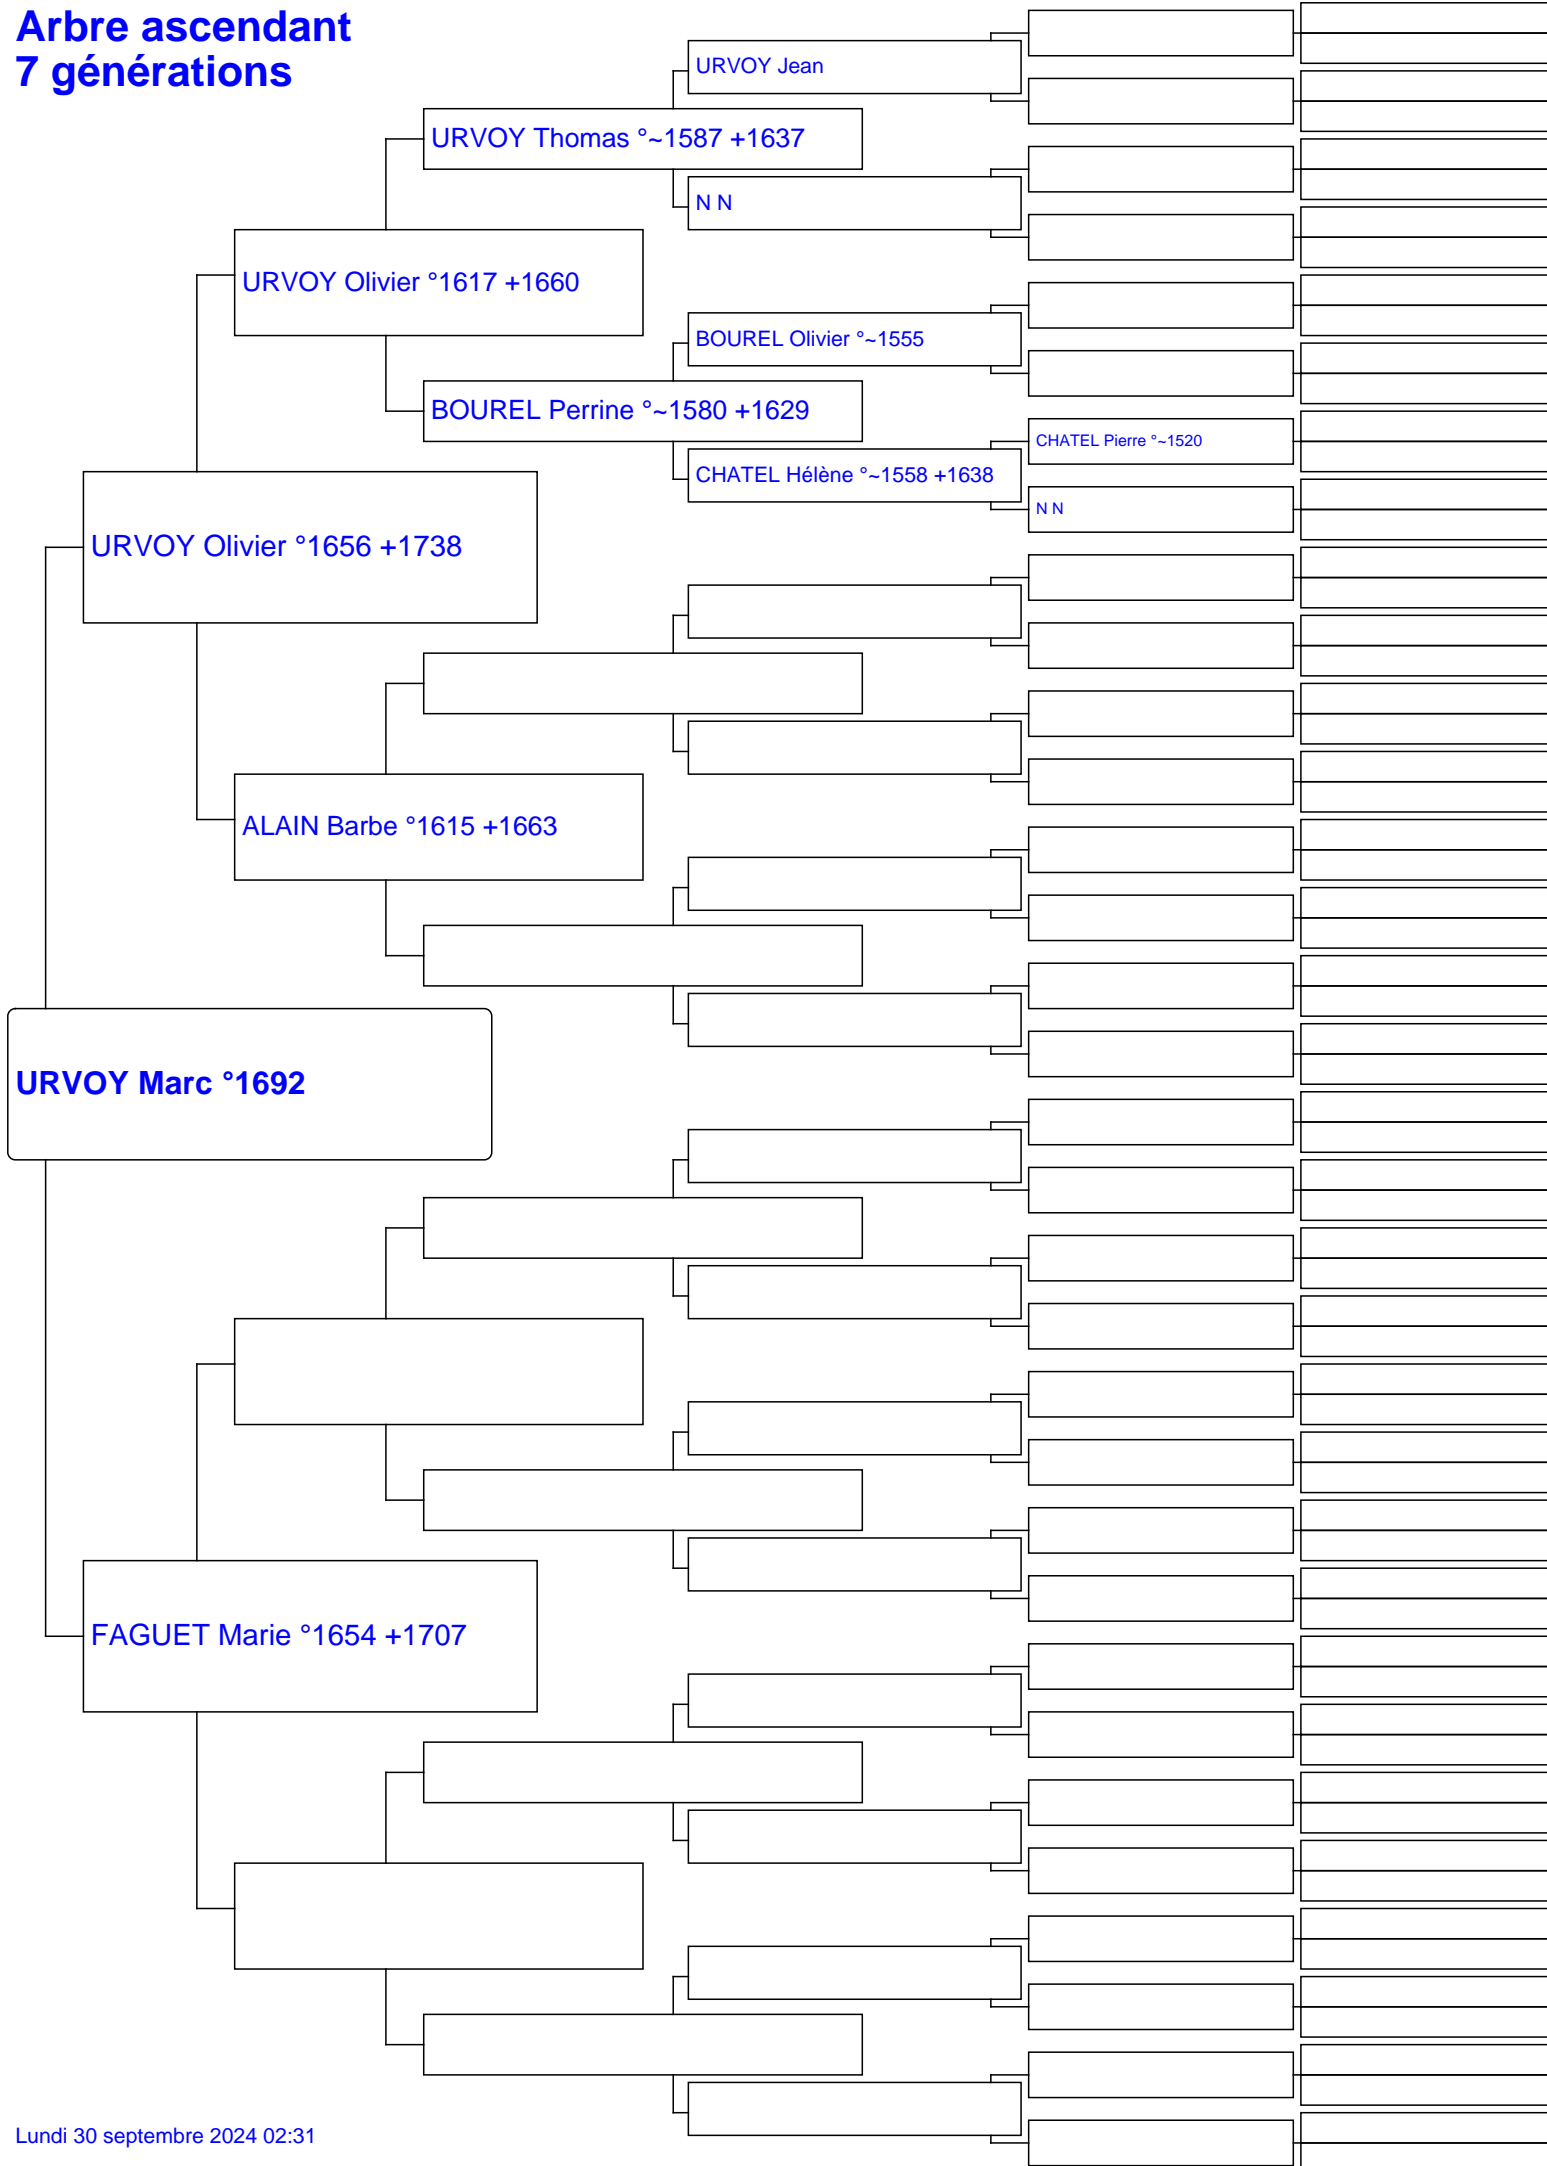 Arbre ascendant
7 générations
URVOY Jean
URVOY Thomas °~1587 +1637
N N
URVOY Olivier °1617 +1660
BOUREL Olivier °~1555
BOUREL Perrine °~1580 +1629
CHATEL Pierre °~1520
CHATEL Hélène °~1558 +1638
N N
URVOY Olivier °1656 +1738
ALAIN Barbe °1615 +1663
URVOY Marc °1692
FAGUET Marie °1654 +1707
Lundi 30 septembre 2024 02:31